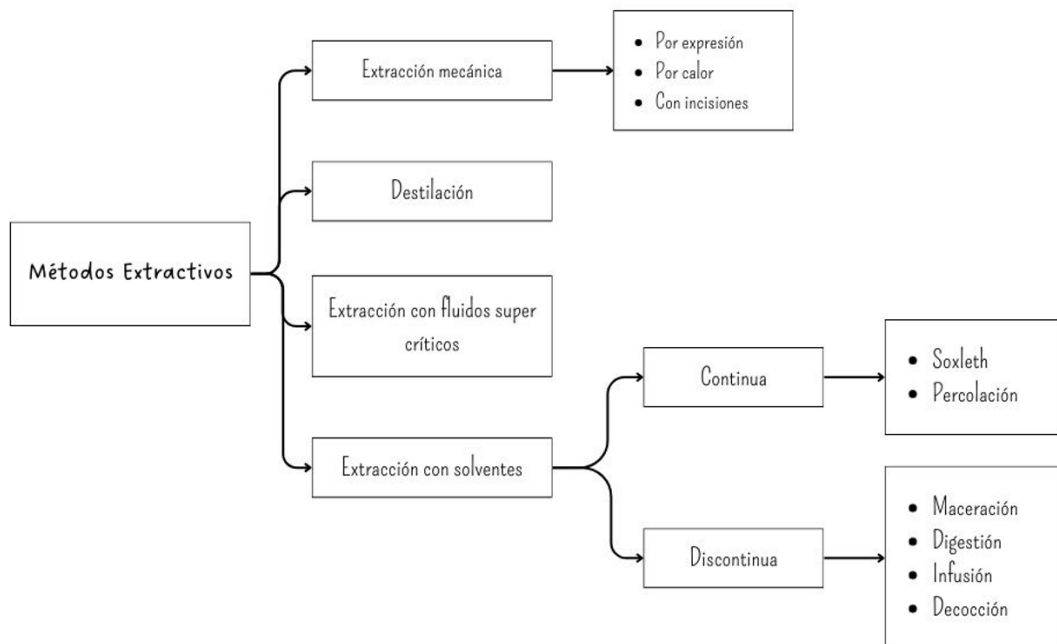 Métodos Extractivos
Extracción mecánica
Por expresión
Por calor
Con incisiones
Destilación
Extracción con fluidos super
críticos
Extracción con solventes
Continua
Soxleth
Percolación
Discontinua
Maceración
Digestión
Infusión
Decocción